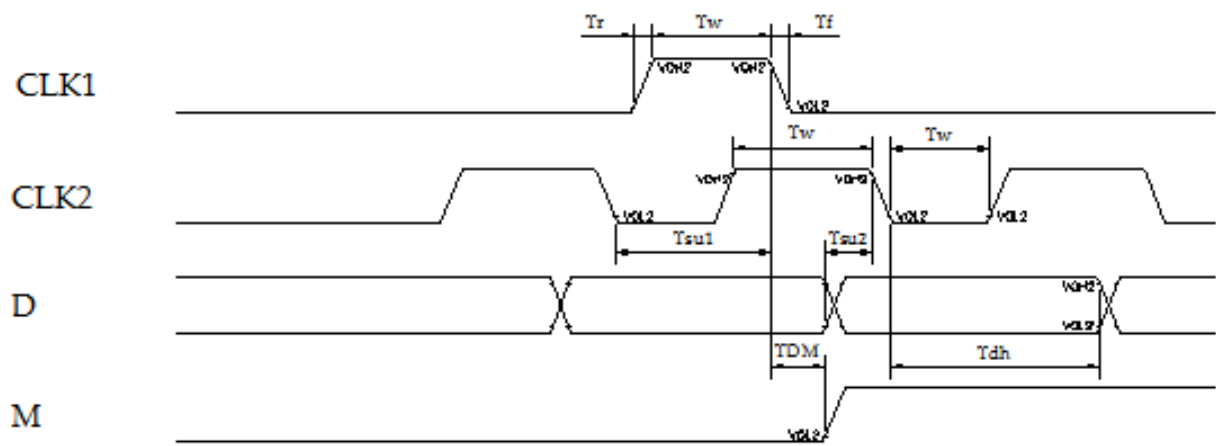 Tr Tw Tf
CLK1
VOH2 VOH2
VOL2
Tw Tw
CLK2
VOH2 VOH2
VOL2 VOL2 VOL2
Tsu1 Tsu2
D
VOH2
VOL2
TDM Tdh
M
VOL2